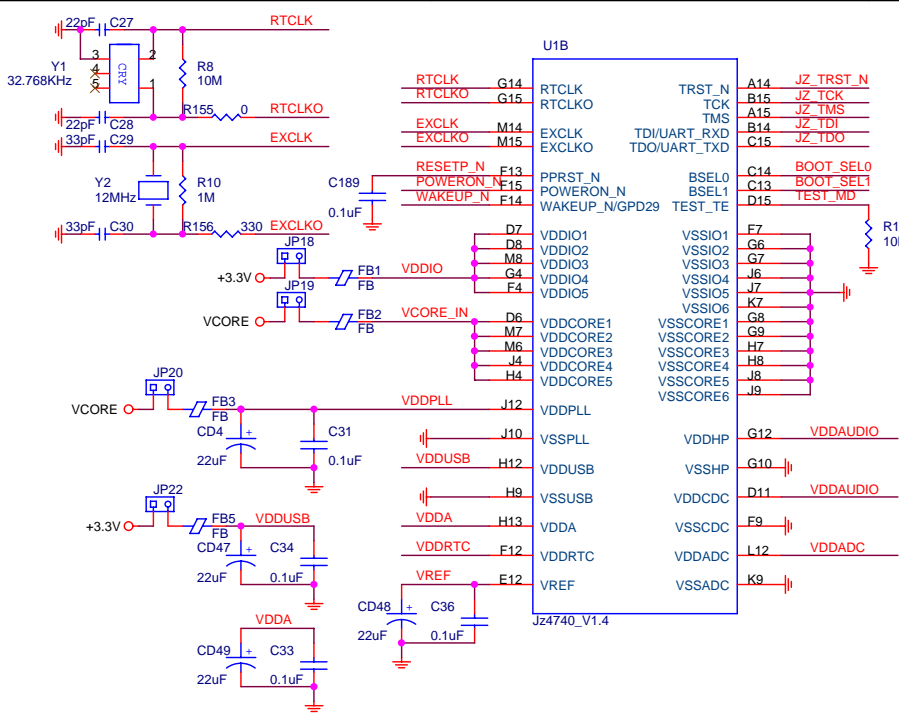 22pF C27 RTCLK
Y1
32.768KHz
3
4
5
CRY
2
1
R8
10M
R155 0 RTCLKO
22pF C28
33pF C29 EXCLK
Y2
12MHz
R10
1M
33pF C30 R156 330 EXCLKO
JP18
+3.3V FB1 VDDIO
FB
JP19
VCORE FB2 VCORE_IN
FB
JP20
VCORE FB3 VDDPLL
FB
CD4 C31
22uF 0.1uF
JP22
+3.3V FB5 VDDUSB
FB
CD47 C34
22uF 0.1uF
VDDA
CD49 C33
22uF 0.1uF
C189
0.1uF
CD48 C36
22uF 0.1uF
U1B
RTCLK G14 RTCLK
RTCLKO G15 RTCLKO
EXCLK M14 EXCLK
EXCLKO M15 EXCLKO
RESETP_N F13 PPRST_N
POWERON_N F15 POWERON_N
WAKEUP_N F14 WAKEUP_N/GPD29
D7 VDDIO1
D8 VDDIO2
M8 VDDIO3
G4 VDDIO4
F4 VDDIO5
D6 VDDCORE1
M7 VDDCORE2
M6 VDDCORE3
J4 VDDCORE4
H4 VDDCORE5
J12 VDDPLL
J10 VSSPLL
VDDUSB H12 VDDUSB
H9 VSSUSB
VDDA H13 VDDA
VDDRTC F12 VDDRTC
VREF E12 VREF
TRST_N A14 JZ_TRST_N
TCK B15 JZ_TCK
TMS A15 JZ_TMS
TDI/UART_RXD B14 JZ_TDI
TDO/UART_TXD C15 JZ_TDO
BSEL0 C14 BOOT_SEL0
BSEL1 C13 BOOT_SEL1
TEST_TE D15 TEST_MD
VSSIO1 F7
VSSIO2 G6
VSSIO3 G7
VSSIO4 J6
VSSIO5 J7
VSSIO6 K7
VSSCORE1 G8
VSSCORE2 G9
VSSCORE3 H7
VSSCORE4 H8
VSSCORE5 J8
VSSCORE6 J9
VDDHP G12 VDDAUDIO
VSSHP G10
VDDCDC D11 VDDAUDIO
VSSCDC F9
VDDADC L12 VDDADC
VSSADC K9
Jz4740_V1.4